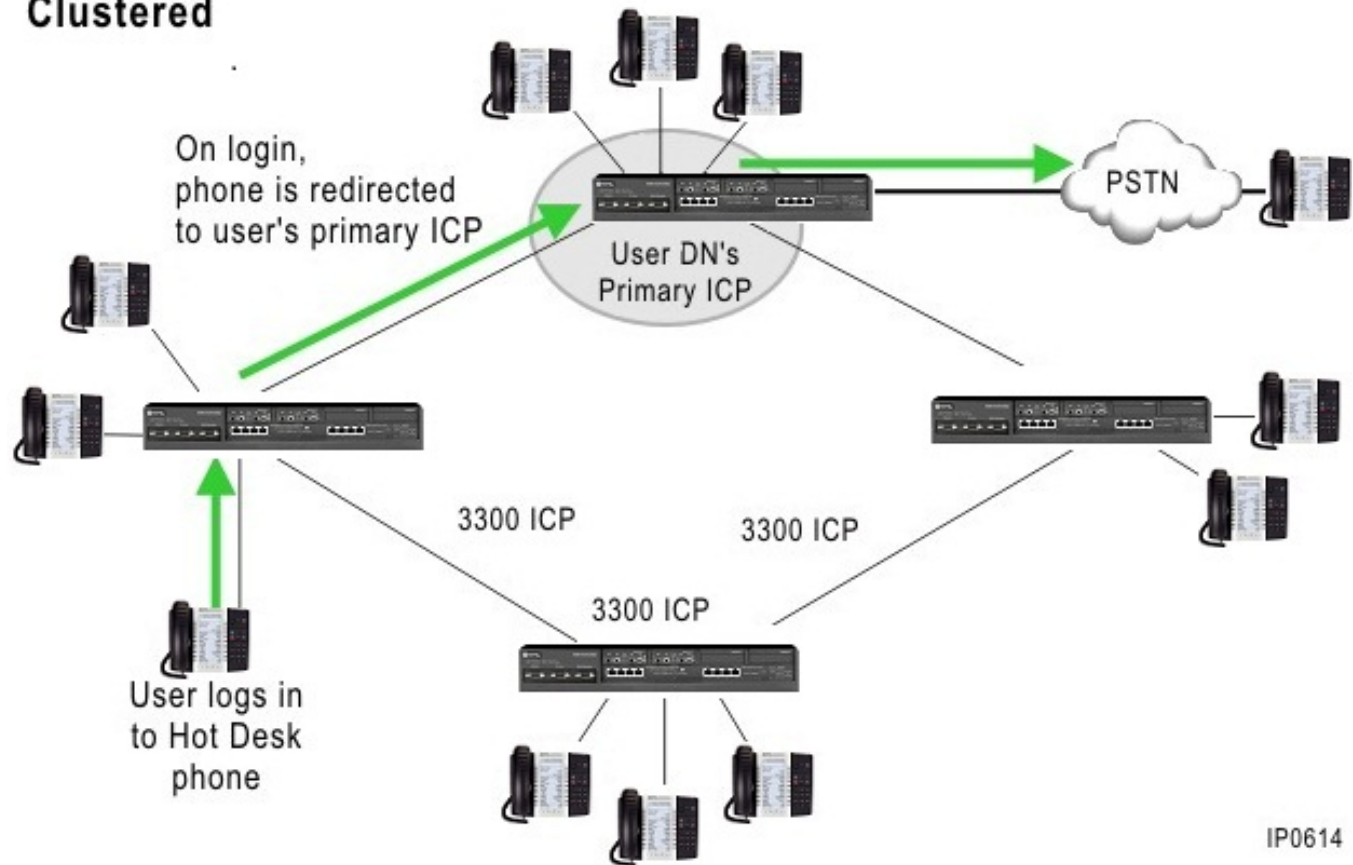 Clustered
On login,
phone is redirected
to user's primary ICP
PSTN
User DN's
Primary ICP
3300 ICP
3300 ICP
3300 ICP
User logs in
to Hot Desk
phone
IP0614